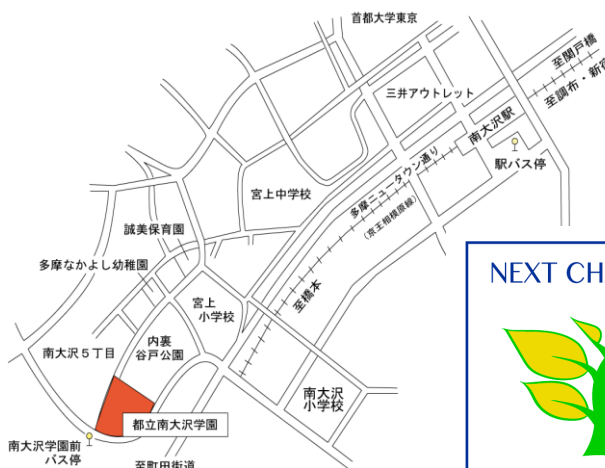 首都大学東京
至関戸橋
至調布・新宿
三井アウトレット
南大沢駅
駅バス停
多摩ニュータウン通り
(京王相模原線)
宮上中学校
誠美保育園
多摩なかよし幼稚園
至橋本
宮上
小学校
南大沢5丁目
内裏
谷戸公園
南大沢
小学校
都立南大沢学園
南大沢学園前
バス停
至町田街道
NEXT CH